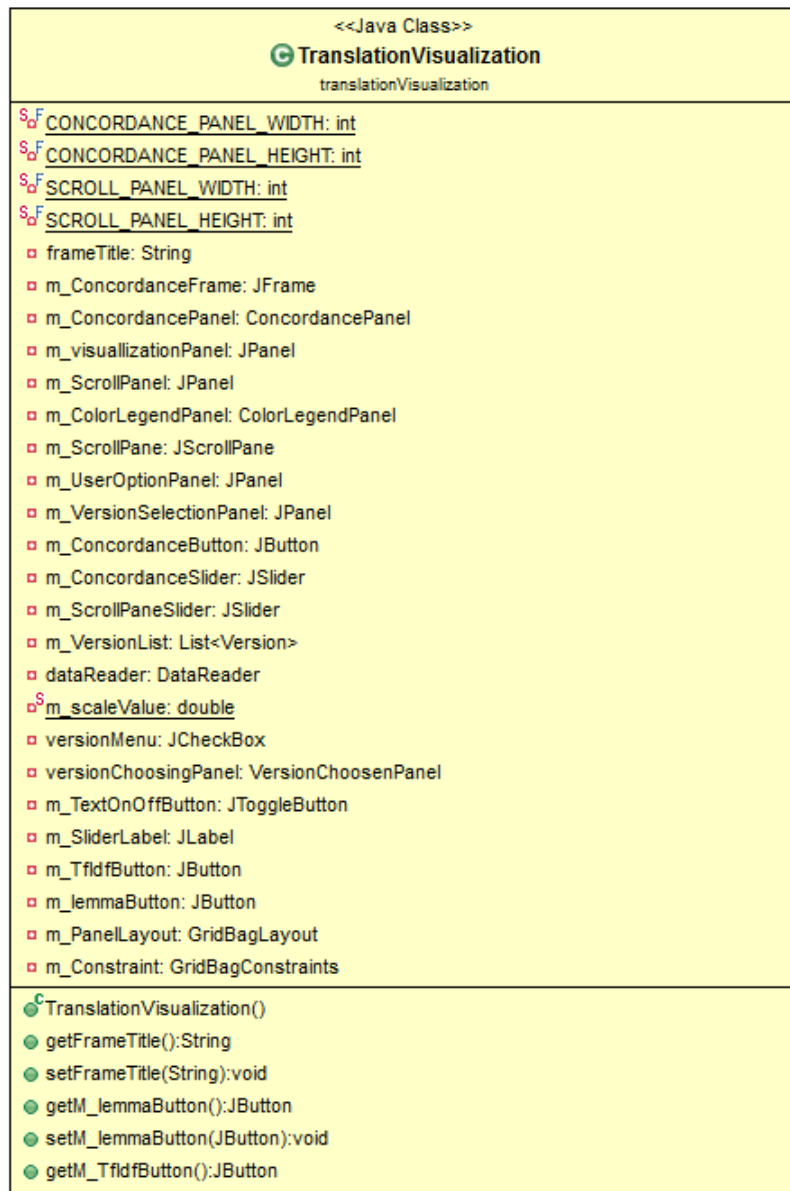 <<Java Class>>
C TranslationVisualization
translationVisualization
S F CONCORDANCE_PANEL_WIDTH: int
S F CONCORDANCE_PANEL_HEIGHT: int
S F SCROLL_PANEL_WIDTH: int
S F SCROLL_PANEL_HEIGHT: int
frameTitle: String
m_ConcordanceFrame: JFrame
m_ConcordancePanel: ConcordancePanel
m_visuallizationPanel: JPanel
m_ScrollPanel: JPanel
m_ColorLegendPanel: ColorLegendPanel
m_ScrollPane: JScrollPane
m_UserOptionPanel: JPanel
m_VersionSelectionPanel: JPanel
m_ConcordanceButton: JButton
m_ConcordanceSlider: JSlider
m_ScrollPaneSlider: JSlider
m_VersionList: List<Version>
dataReader: DataReader
S m_scaleValue: double
versionMenu: JCheckBox
versionChoosingPanel: VersionChoosenPanel
m_TextOnOffButton: JToggleButton
m_SliderLabel: JLabel
m_TfIdfButton: JButton
m_lemmaButton: JButton
m_PanelLayout: GridBagLayout
m_Constraint: GridBagConstraints
C TranslationVisualization()
getFrameTitle():String
setFrameTitle(String):void
getM_lemmaButton():JButton
setM_lemmaButton(JButton):void
getM_TfIdfButton():JButton